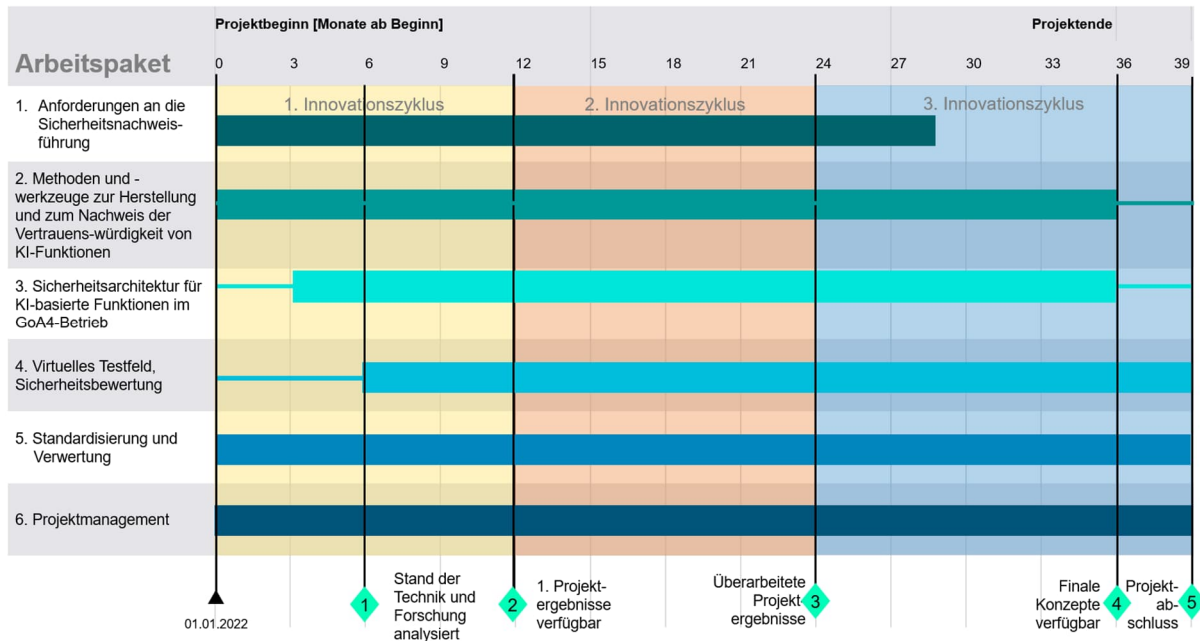 Projektbeginn [Monate ab Beginn]
Projektende
Arbeitspaket
0 3 6 9 12 15 18 21 24 27 30 33 36 39
1. Innovationszyklus
2. Innovationszyklus
3. Innovationszyklus
1. Anforderungen an die
Sicherheitsnachweis-
führung
2. Methoden und -
werkzeuge zur Herstellung
und zum Nachweis der
Vertrauens-würdigkeit von
KI-Funktionen
3. Sicherheitsarchitektur für
KI-basierte Funktionen im
GoA4-Betrieb
4. Virtuelles Testfeld,
Sicherheitsbewertung
5. Standardisierung und
Verwertung
6. Projektmanagement
01.01.2022
1
Stand der
Technik und
Forschung
analysiert
2
1. Projekt-
ergebnisse
verfügbar
Überarbeitete
Projekt-
ergebnisse
3
Finale
Konzepte
verfügbar
4
Projekt-
ab-
schluss
5